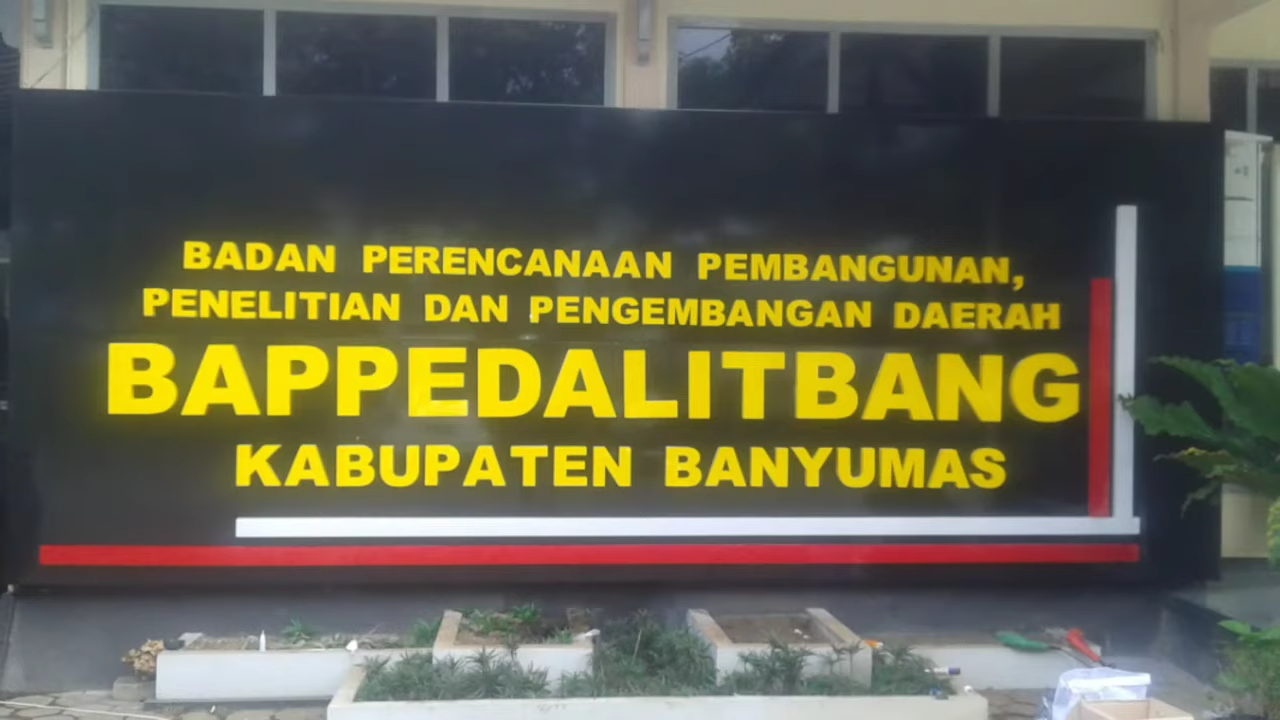 BADAN PERENCANAAN PEMBANGUNAN,
PENELITIAN DAN PENGEMBANGAN DAERAH
BAPPEDALITBANG
KABUPATEN BANYUMAS